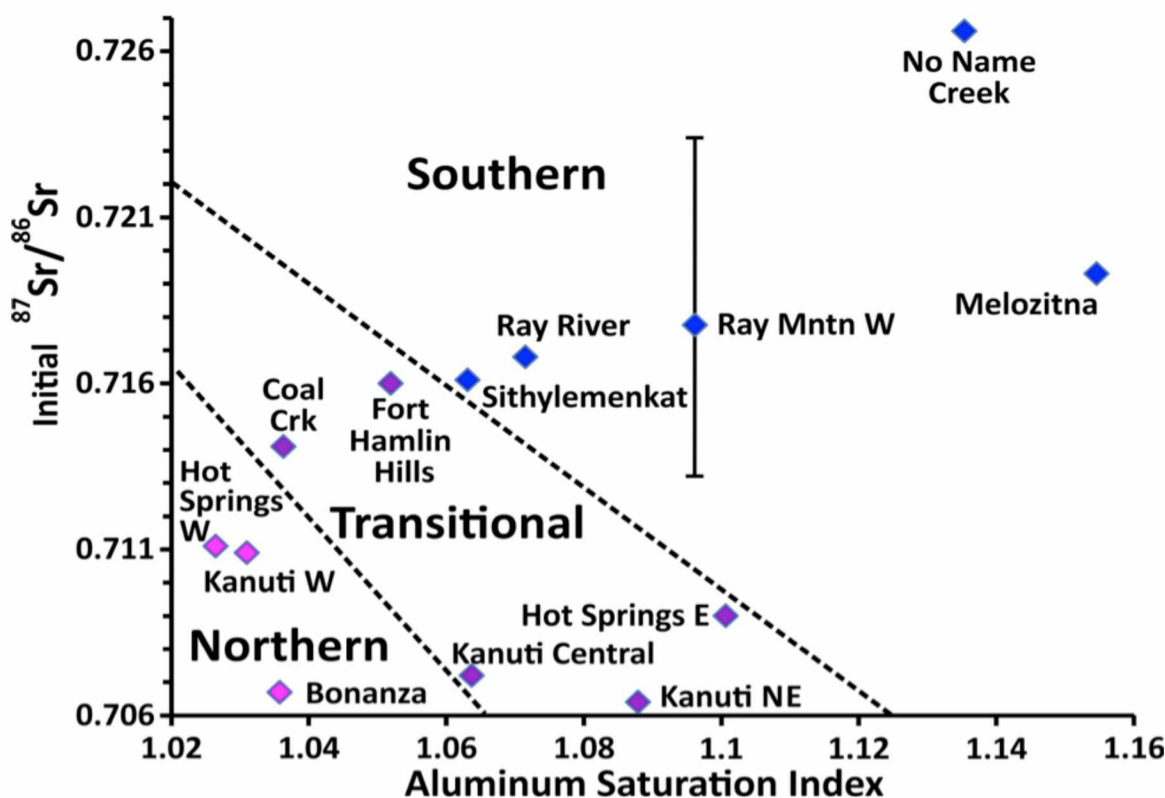 0.726
0.721
0.716
0.711
0.706
Initial ⁸⁷Sr/⁸⁶Sr
No Name
Creek
Southern
Melozitna
Ray River
Ray Mntn W
Sithylemenkat
Coal
Crk
Fort
Hamlin
Hills
Hot
Springs
W
Transitional
Kanuti W
Hot Springs E
Northern
Kanuti Central
Bonanza
Kanuti NE
1.02 1.04 1.06 1.08 1.1 1.12 1.14 1.16
Aluminum Saturation Index